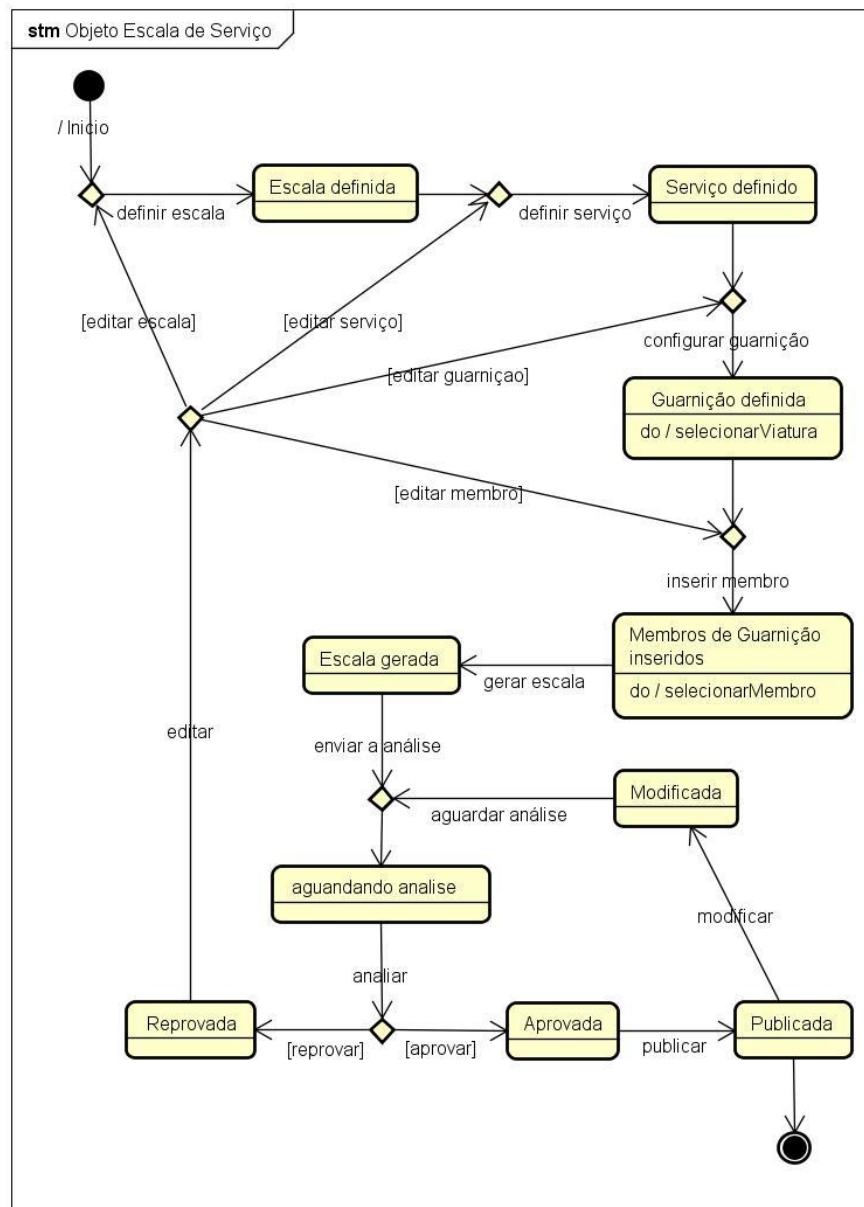 stm Objeto Escala de Serviço
/ Inicio
Escala definida
definir escala
Serviço definido
definir serviço
[editar escala]
[editar serviço]
[editar guarniçao]
configurar guarnição
Guarnição definida
do / selecionarViatura
[editar membro]
inserir membro
Membros de Guarnição
inseridos
do / selecionarMembro
Escala gerada
gerar escala
editar
enviar a análise
Modificada
aguardar análise
aguandando analise
modificar
analiar
Reprovada
[reprovar]
[aprovar]
Aprovada
publicar
Publicada